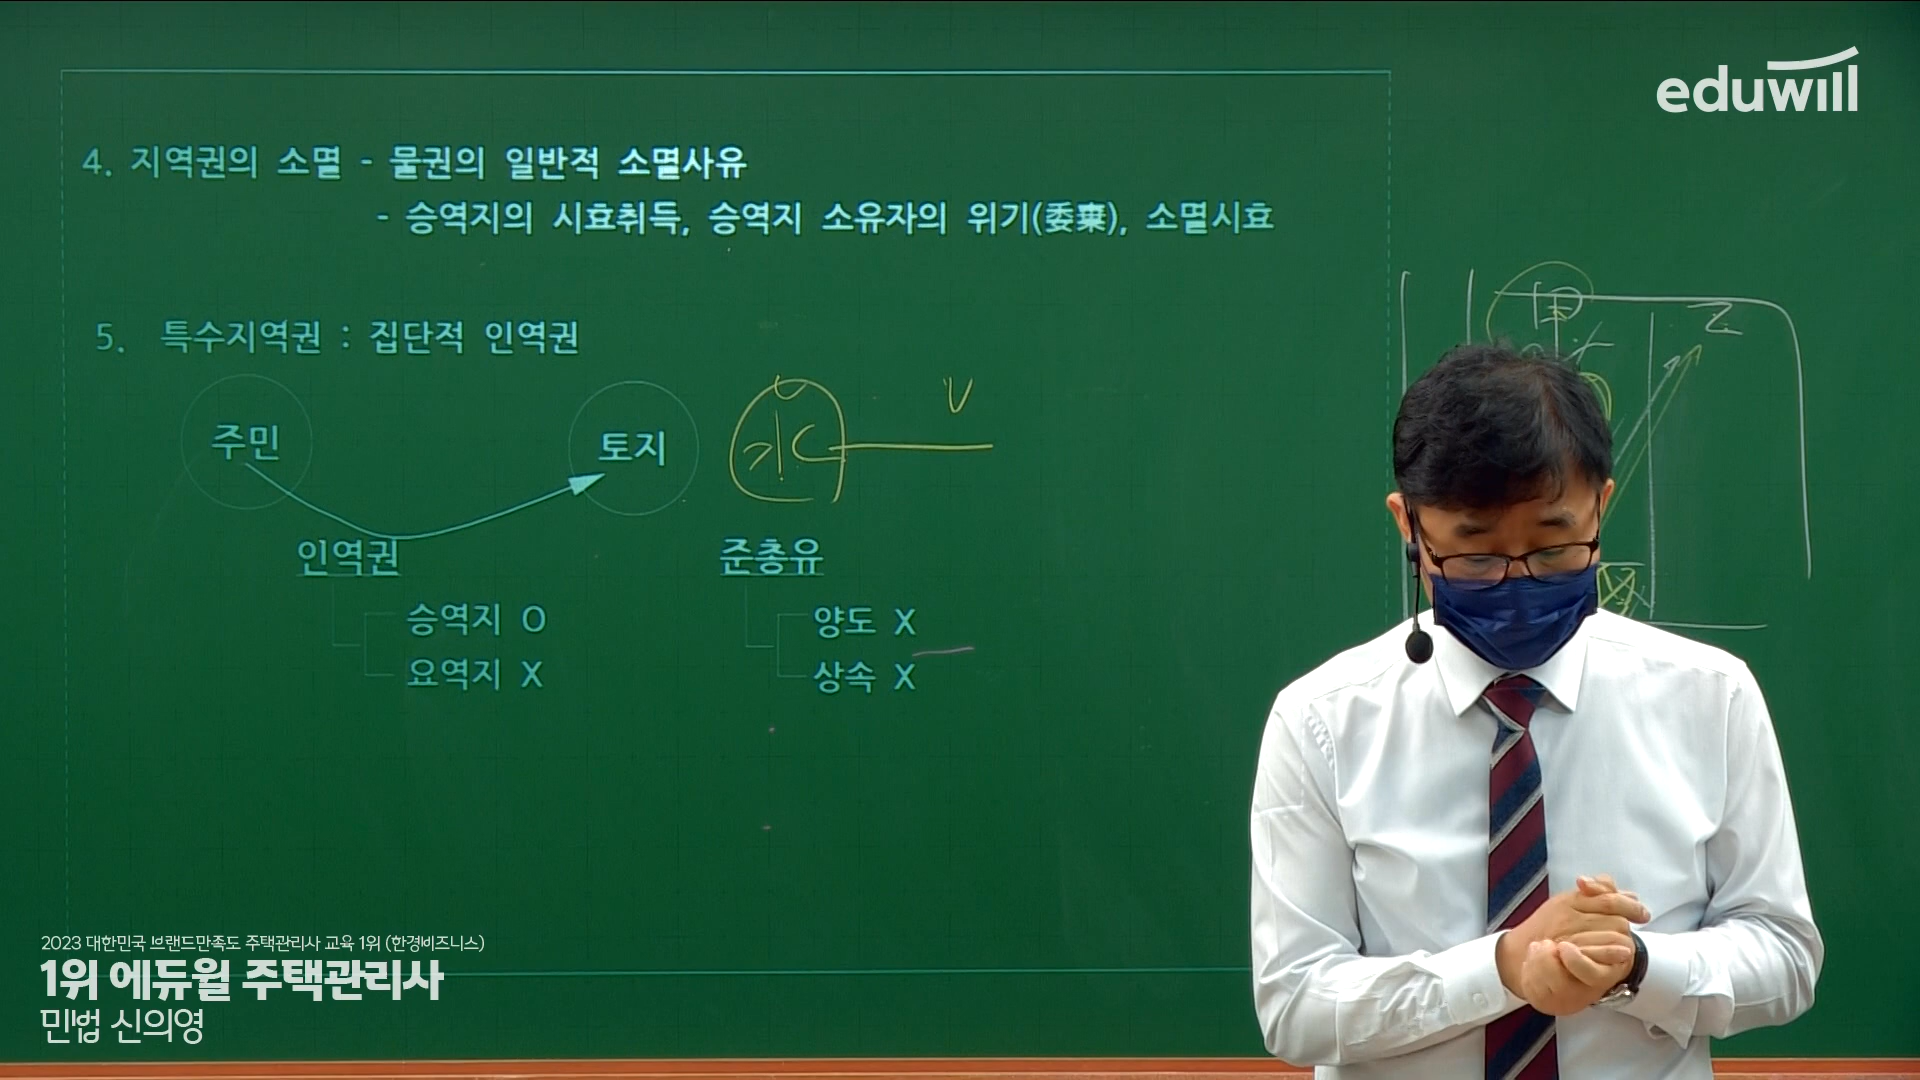 eduwill
4. 지역권의 소멸 - 물권의 일반적 소멸사유
- 승역지의 시효취득, 승역지 소유자의 위기(委棄), 소멸시효
5. 특수지역권 : 집단적 인역권
주민
토지
인역권
준총유
승역지 O
양도 X
요역지 X
상속 X
2023 대한민국 브랜드만족도 주택관리사 교육 1위 (한경비즈니스)
1위 에듀윌 주택관리사
민법 신의영